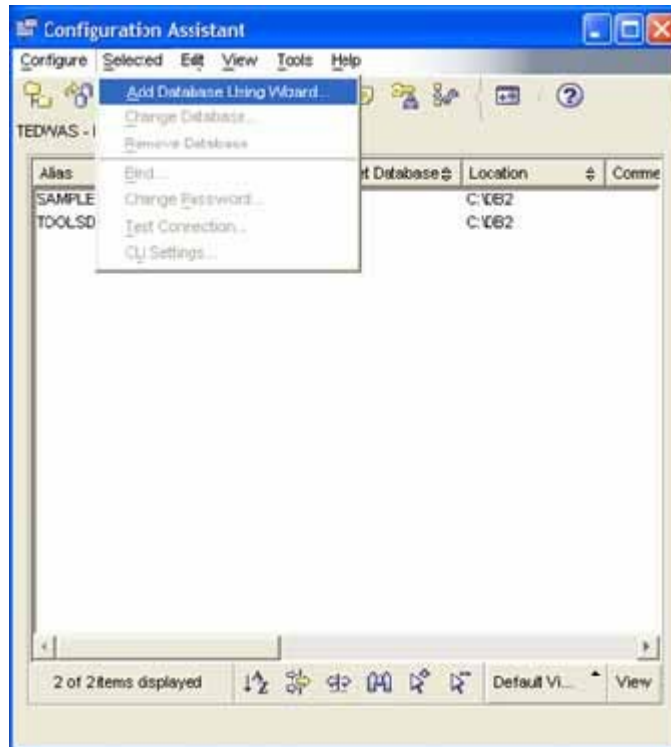 Configuration Assistant
Configure Selected Edit View Tools Help
Add Database Using Wizard...
Change Database...
TEDWAS -
Remove Database
Alias Database Location Comme
Bind...
SAMPLE C:\DB2
Change Password...
TOOLSD C:\DB2
Test Connection...
CLI Settings...
2 of 2 items displayed Default Vi... View